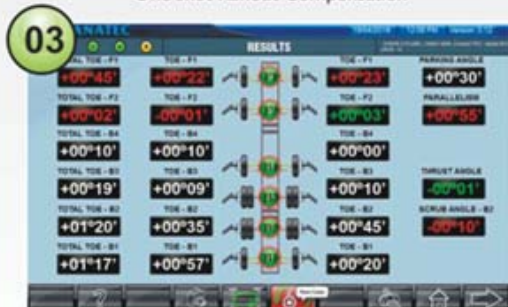 03
RESULTS
TOTAL TOE - F1 TOE - F1 TOE - F1 PARKING ANGLE
+00°45' +00°22' +00°23' +00°30'
TOTAL TOE - F2 TOE - F2 TOE - F2 PARALLELISM
+00°02' -00°01' +00°03' +00°55'
TOTAL TOE - B4 TOE - B4 TOE - B4
+00°10' +00°10' +00°00'
TOTAL TOE - B3 TOE - B3 TOE - B3 THRUST ANGLE
+00°19' +00°09' +00°10' -00°01'
TOTAL TOE - B2 TOE - B2 TOE - B2 SCRUB ANGLE - B2
+01°20' +00°35' +00°45' -00°10'
TOTAL TOE - B1 TOE - B1 TOE - B1
+01°17' +00°57' +00°20'